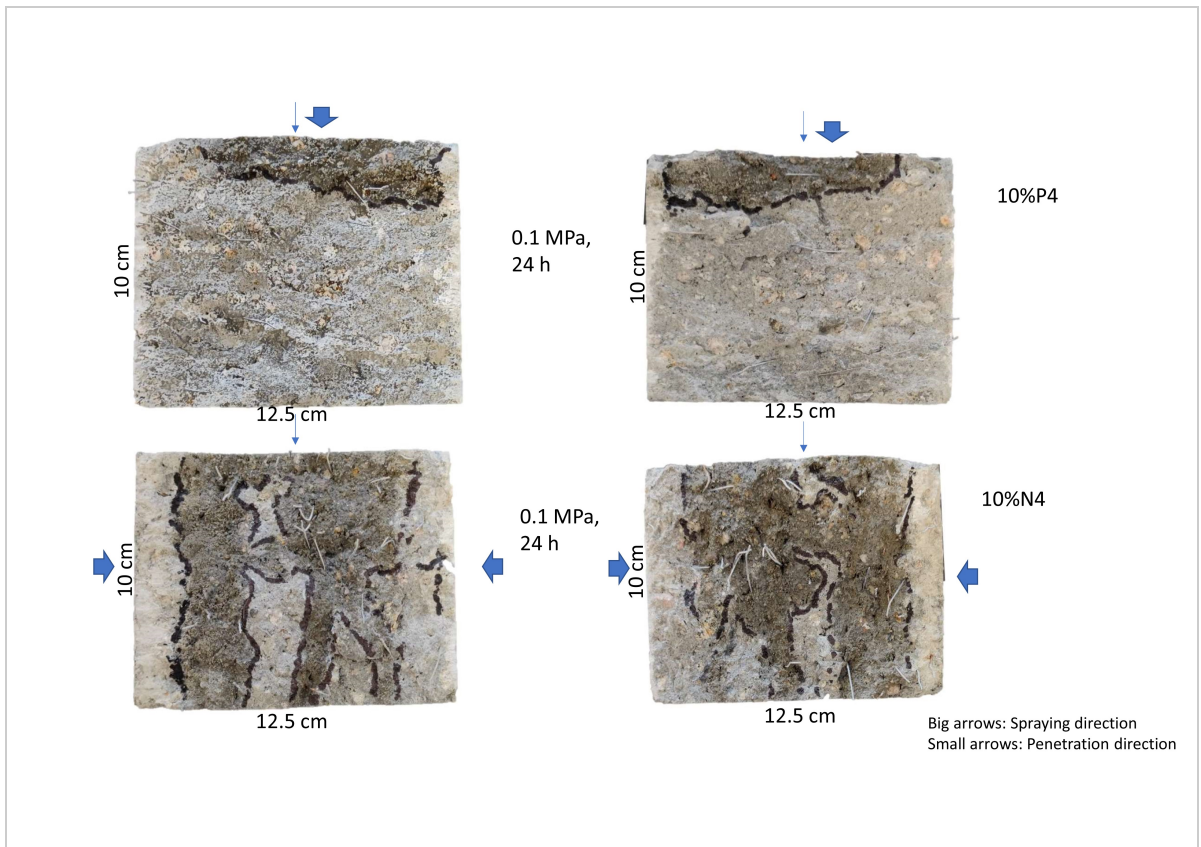 10%P4
0.1 MPa,
24 h
10 cm
10 cm
12.5 cm
12.5 cm
10%N4
0.1 MPa,
24 h
10 cm
10 cm
12.5 cm
12.5 cm
Big arrows: Spraying direction
Small arrows: Penetration direction